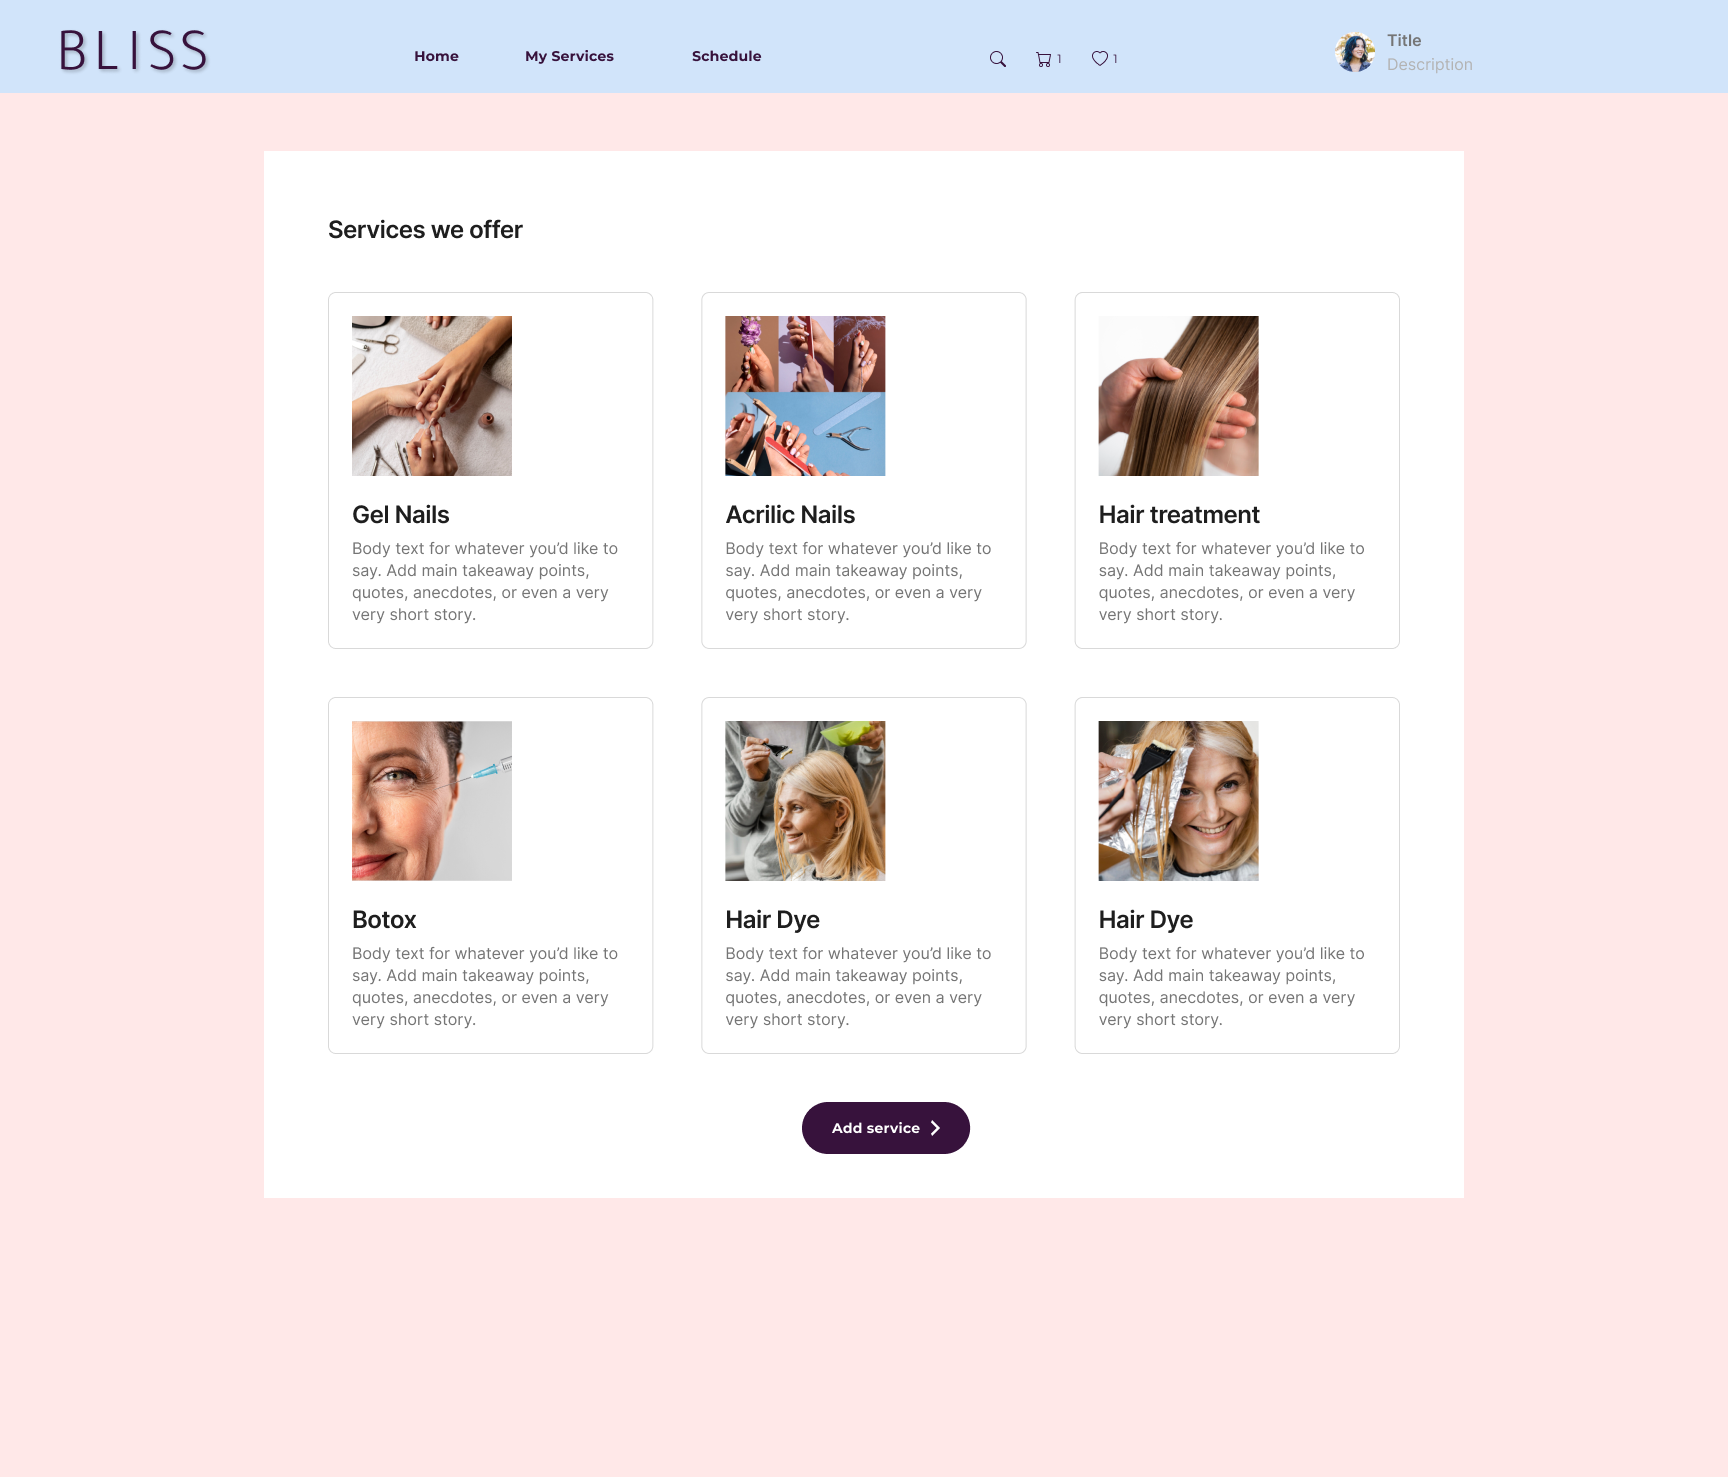 BLISS
Home My Services Schedule 1 1
Title
Description
Services we offer
Gel Nails
Body text for whatever you’d like to
say. Add main takeaway points,
quotes, anecdotes, or even a very
very short story.
Acrilic Nails
Body text for whatever you’d like to
say. Add main takeaway points,
quotes, anecdotes, or even a very
very short story.
Hair treatment
Body text for whatever you’d like to
say. Add main takeaway points,
quotes, anecdotes, or even a very
very short story.
Botox
Body text for whatever you’d like to
say. Add main takeaway points,
quotes, anecdotes, or even a very
very short story.
Hair Dye
Body text for whatever you’d like to
say. Add main takeaway points,
quotes, anecdotes, or even a very
very short story.
Hair Dye
Body text for whatever you’d like to
say. Add main takeaway points,
quotes, anecdotes, or even a very
very short story.
Add service